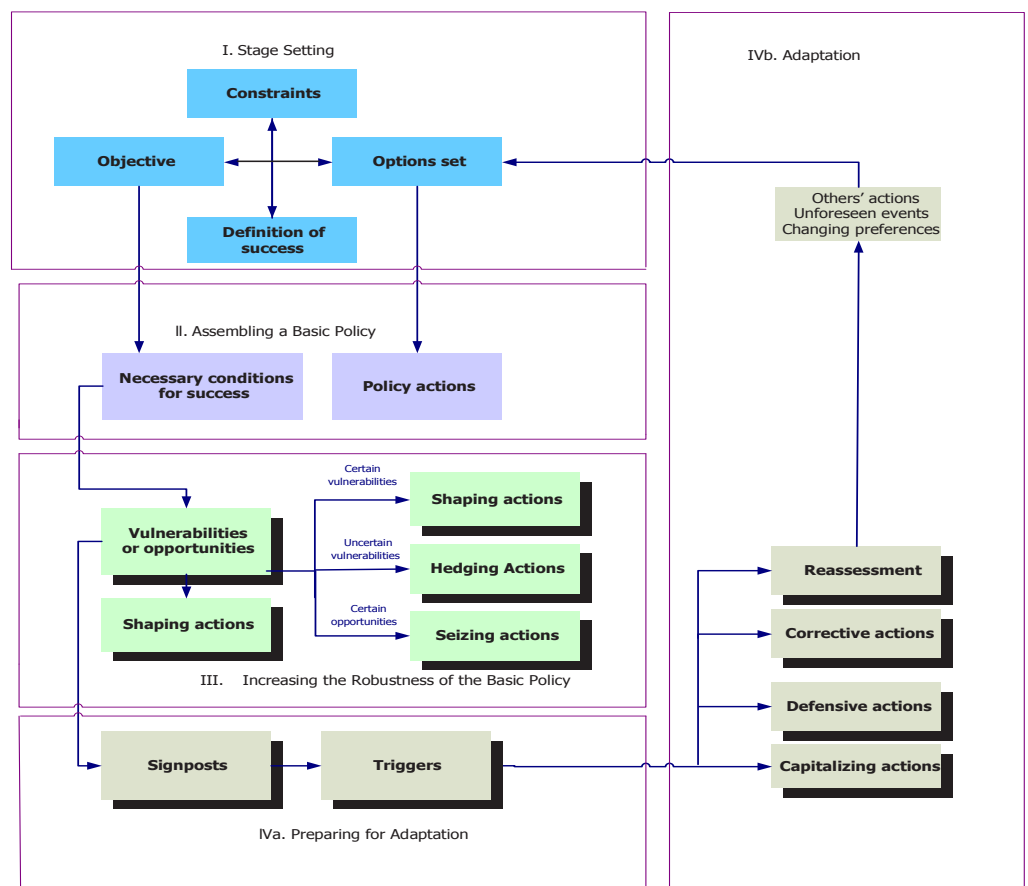 I. Stage Setting
Constraints
Objective
Options set
Definition of
success
II. Assembling a Basic Policy
Necessary conditions
for success
Policy actions
Certain
vulnerabilities
Shaping actions
Vulnerabilities
or opportunities
Uncertain
vulnerabilities
Hedging Actions
Shaping actions
Certain
opportunities
Seizing actions
III. Increasing the Robustness of the Basic Policy
Signposts
Triggers
IVa. Preparing for Adaptation
IVb. Adaptation
Others’ actions
Unforeseen events
Changing preferences
Reassessment
Corrective actions
Defensive actions
Capitalizing actions